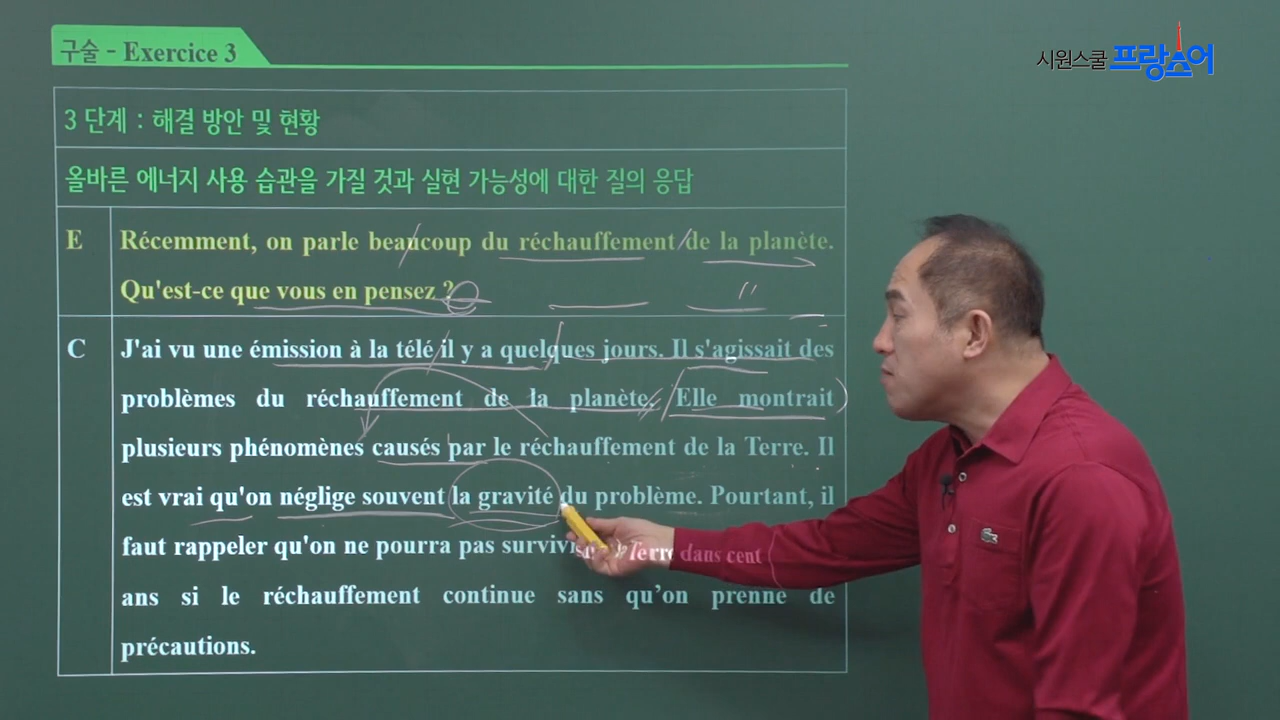 구술 - Exercice 3
시원스쿨 프랑스어
3 단계 : 해결 방안 및 현황
올바른 에너지 사용 습관을 가질 것과 실현 가능성에 대한 질의 응답
E
Récemment, on parle beaucoup du réchauffement de la planète.
Qu'est-ce que vous en pensez ?
C
J'ai vu une émission à la télé il y a quelques jours. Il s'agissait des
problèmes du réchauffement de la planète. Elle montrait
plusieurs phénomènes causés par le réchauffement de la Terre. Il
est vrai qu'on néglige souvent la gravité du problème. Pourtant, il
faut rappeler qu'on ne pourra pas Terre dans cent
ans si le réchauffement continue sans qu'on prenne de
précautions.